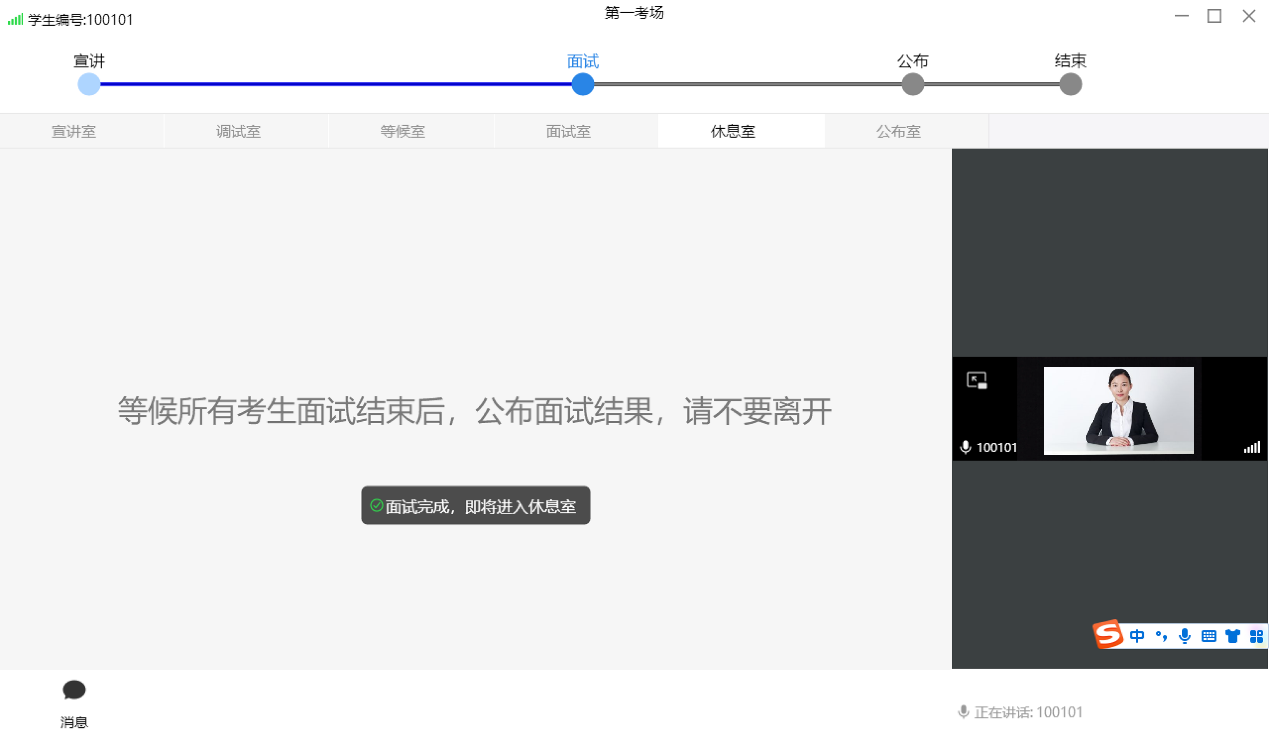 学生编号:100101
第一考场
宣讲
面试
公布
结束
宣讲室
调试室
等候室
面试室
休息室
公布室
等候所有考生面试结束后，公布面试结果，请不要离开
面试完成，即将进入休息室
100101
S中
消息
正在讲话: 100101